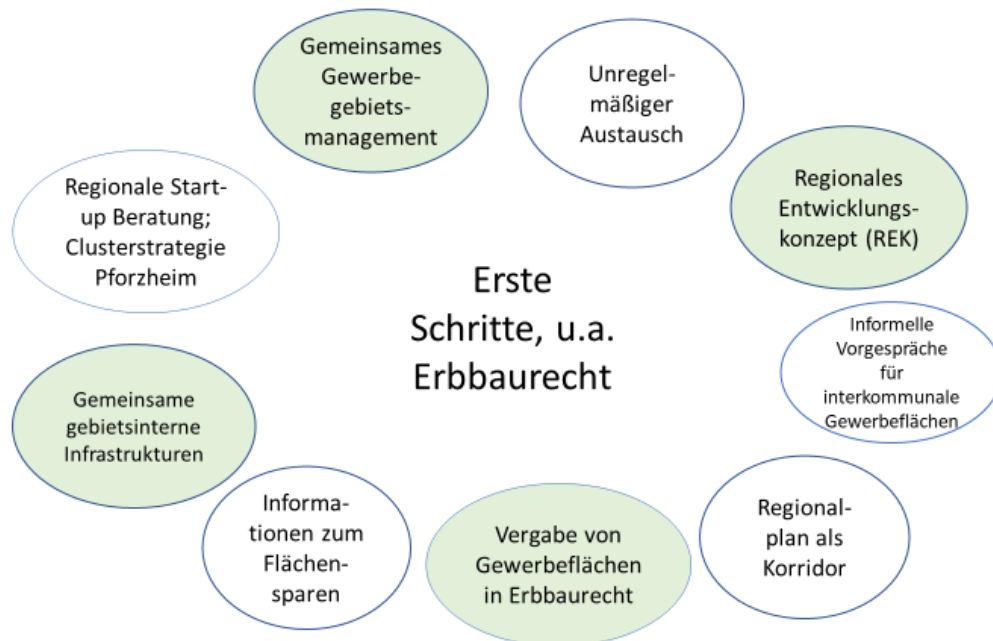 Gemeinsames
Gewerbe-
gebiets-
management
Unregel-
mäßiger
Austausch
Regionale Start-
up Beratung;
Clusterstrategie
Pforzheim
Regionales
Entwicklungs-
konzept (REK)
Erste
Schritte, u.a.
Erbbaurecht
Informelle
Vorgespräche
für
interkommunale
Gewerbeflächen
Gemeinsame
gebietsinterne
Infrastrukturen
Informa-
tionen zum
Flächen-
sparen
Vergabe von
Gewerbeflächen
in Erbbaurecht
Regional-
plan als
Korridor